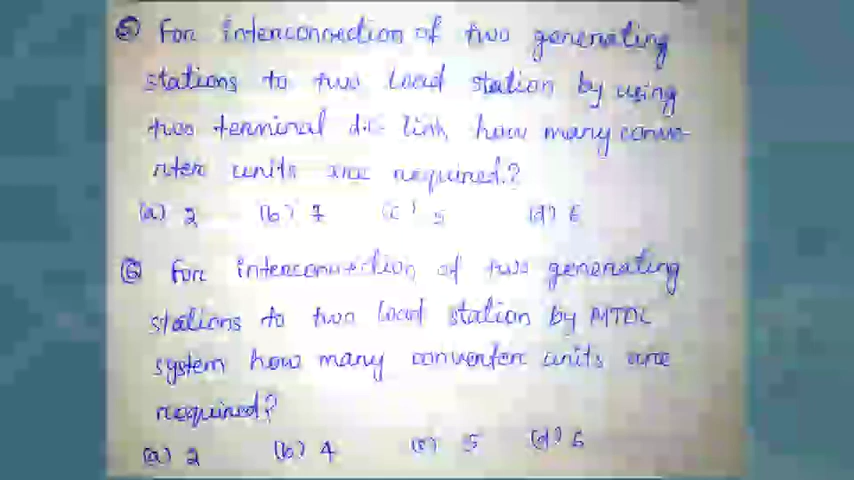 ⑤ For interconnection of two generating
stations to two Load station by using
two terminal d.c link how many conve-
rter units are required.?
(a) 2 (b) 7 (c) 5 (d) 6
⑥ For interconnection of two generating
stations to two load station by MTDC
system how many converter units are
required?
(a) 2 (b) 4 (c) 5 (d) 6